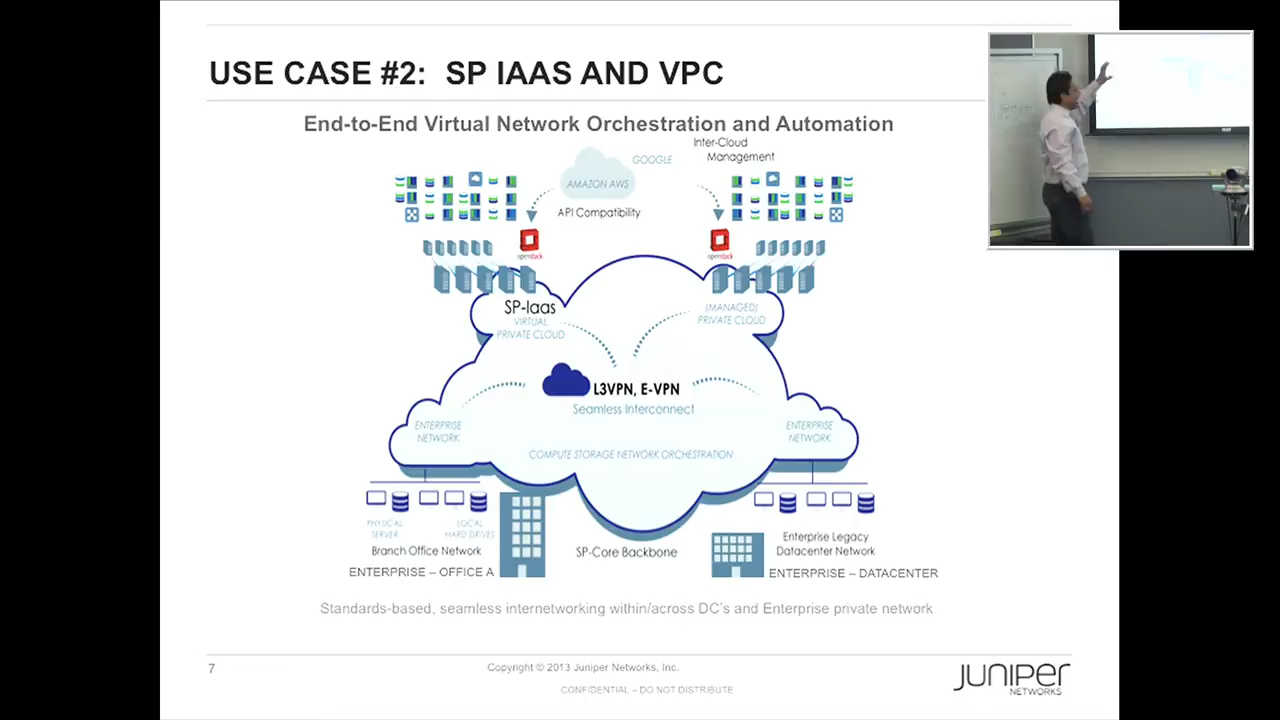 USE CASE #2: SP IAAS AND VPC
End-to-End Virtual Network Orchestration and Automation
Inter-Cloud
Management
GOOGLE
AMAZON AWS
API Compatibility
openstack
openstack
SP-Iaas
VIRTUAL
PRIVATE CLOUD
(MANAGED)
PRIVATE CLOUD
L3VPN, E-VPN
Seamless Interconnect
ENTERPRISE
NETWORK
ENTERPRISE
NETWORK
COMPUTE STORAGE NETWORK ORCHESTRATION
PHYSICAL
SERVER
LOCAL
HARD DRIVES
Branch Office Network
ENTERPRISE – OFFICE A
SP-Core Backbone
Enterprise Legacy
Datacenter Network
ENTERPRISE – DATACENTER
Standards-based, seamless internetworking within/across DC's and Enterprise private network
7
Copyright © 2013 Juniper Networks, Inc.
CONFIDENTIAL – DO NOT DISTRIBUTE
JUNIPER
NETWORKS